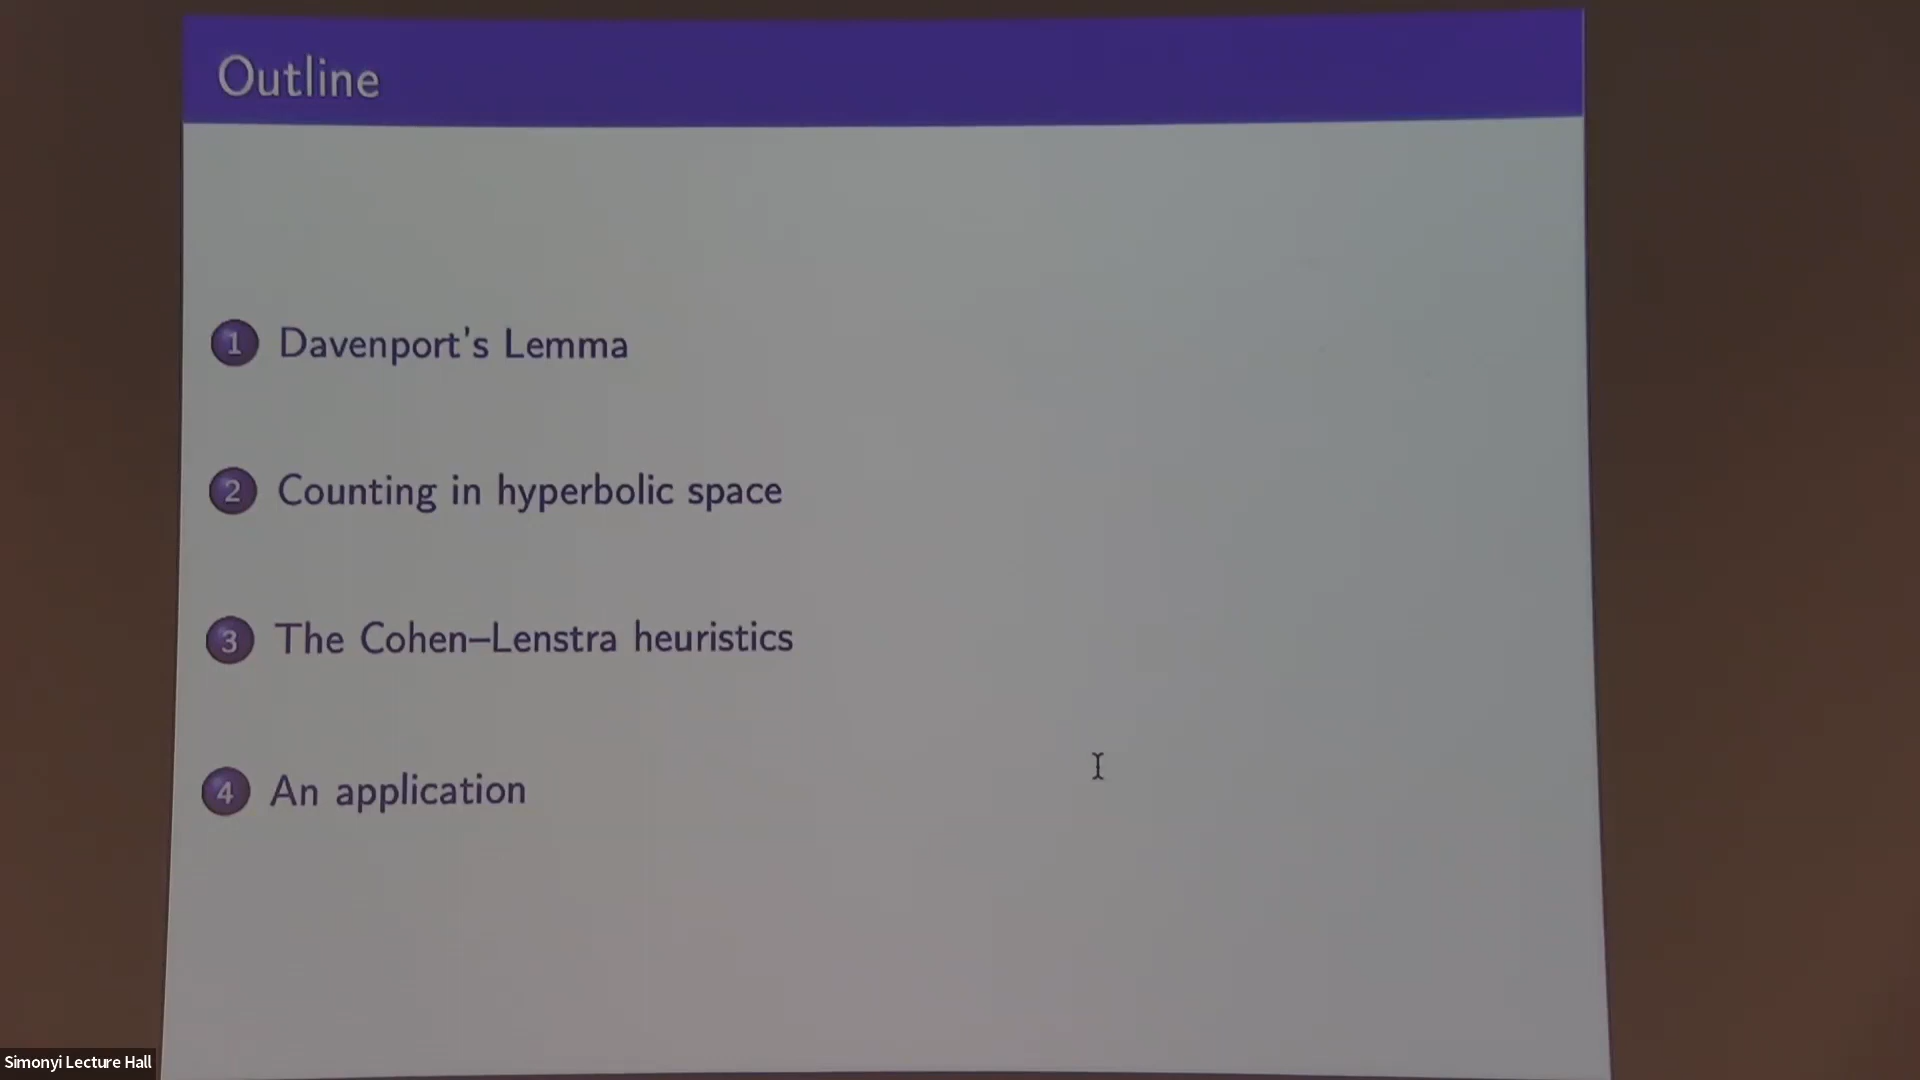 Outline
1 Davenport's Lemma
2 Counting in hyperbolic space
3 The Cohen–Lenstra heuristics
4 An application
Simonyi Lecture Hall